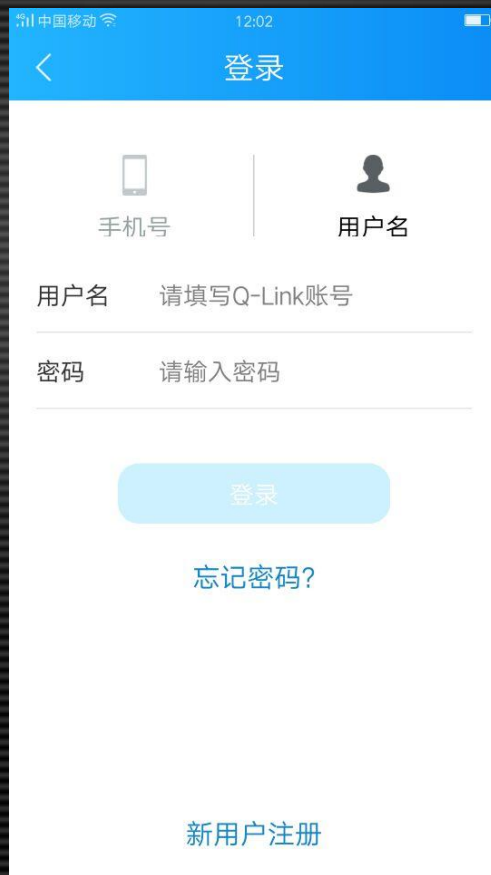 4G 中国移动 12:02
登录
手机号 用户名
用户名 请填写Q-Link账号
密码 请输入密码
登录
忘记密码?
新用户注册